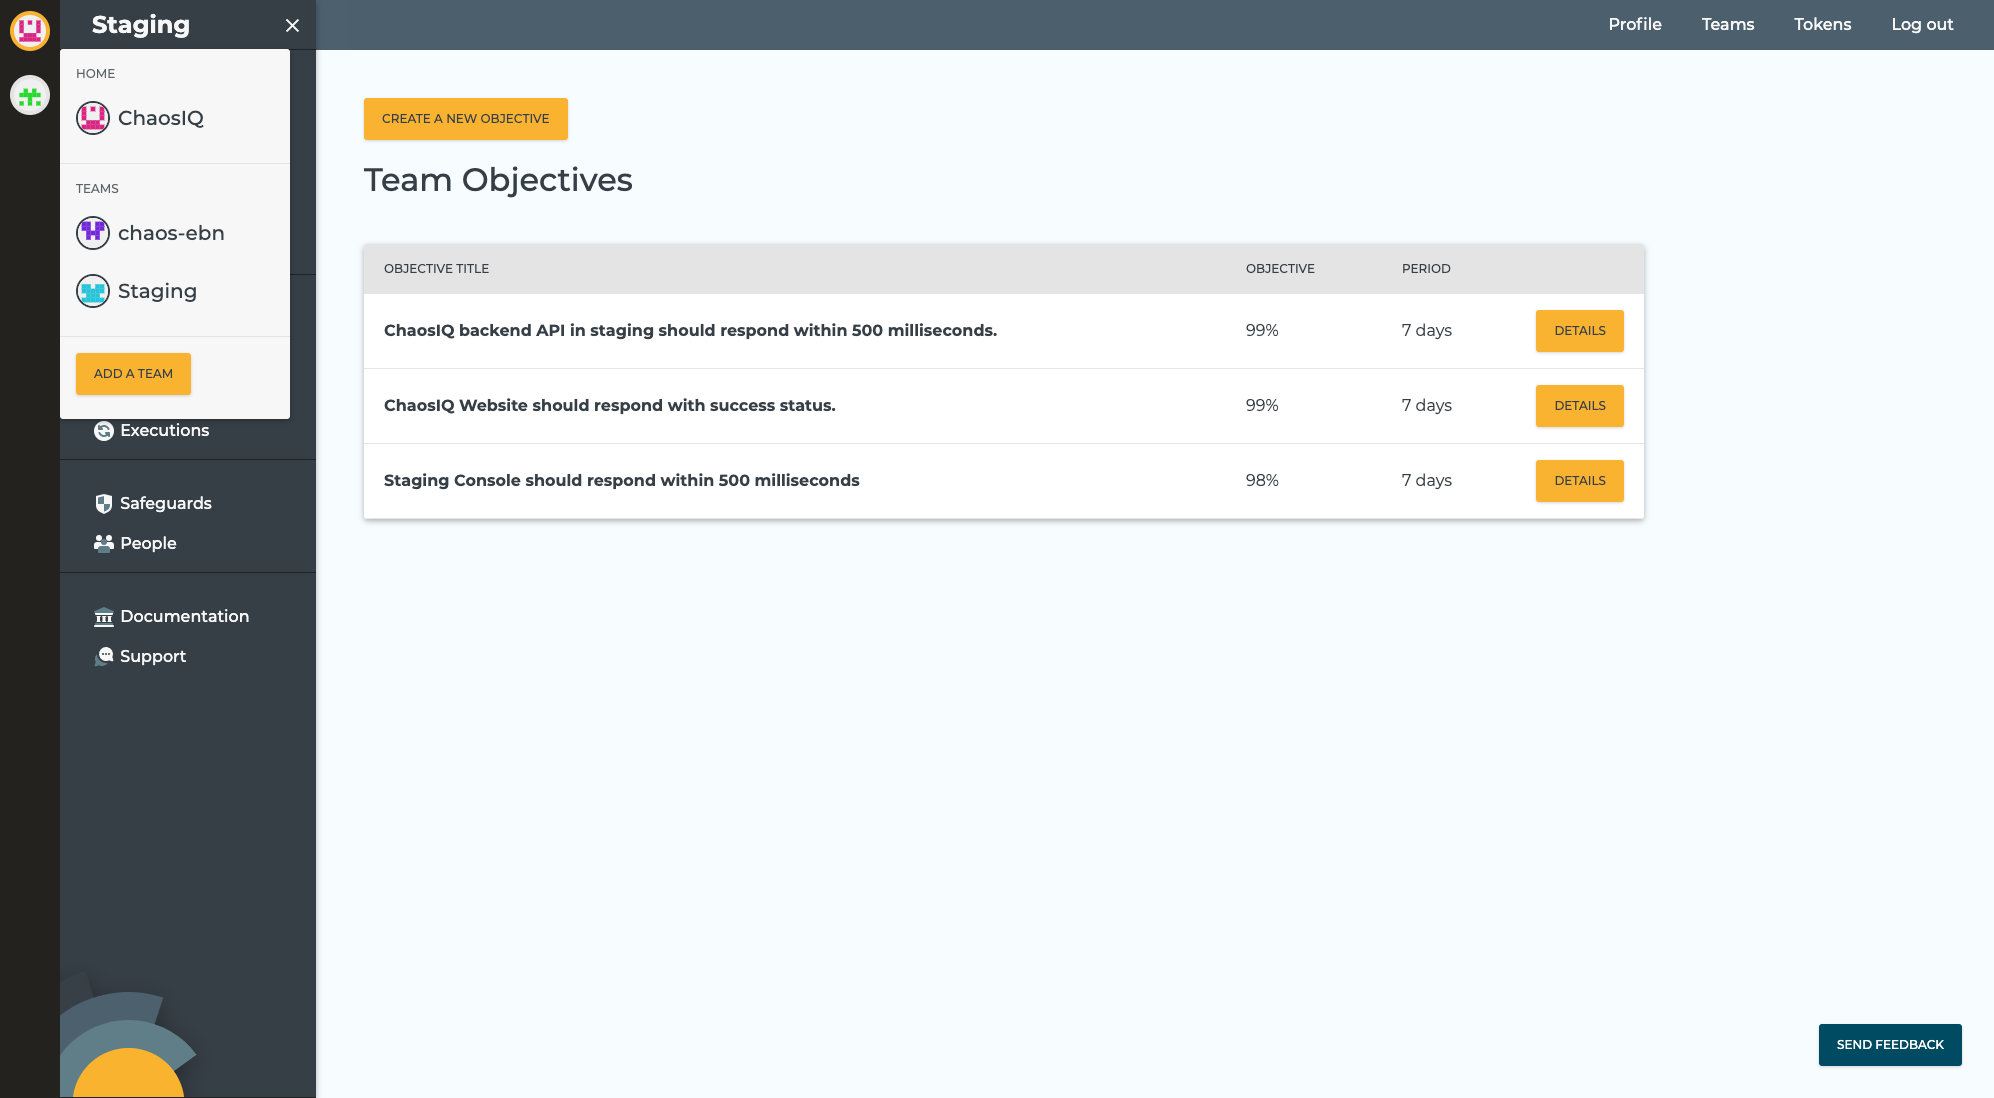 Staging
Profile Teams Tokens Log out
HOME
ChaosIQ
TEAMS
chaos-ebn
Staging
ADD A TEAM
Executions
Safeguards
People
Documentation
Support
CREATE A NEW OBJECTIVE
Team Objectives
OBJECTIVE TITLE OBJECTIVE PERIOD
ChaosIQ backend API in staging should respond within 500 milliseconds. 99% 7 days DETAILS
ChaosIQ Website should respond with success status. 99% 7 days DETAILS
Staging Console should respond within 500 milliseconds 98% 7 days DETAILS
SEND FEEDBACK